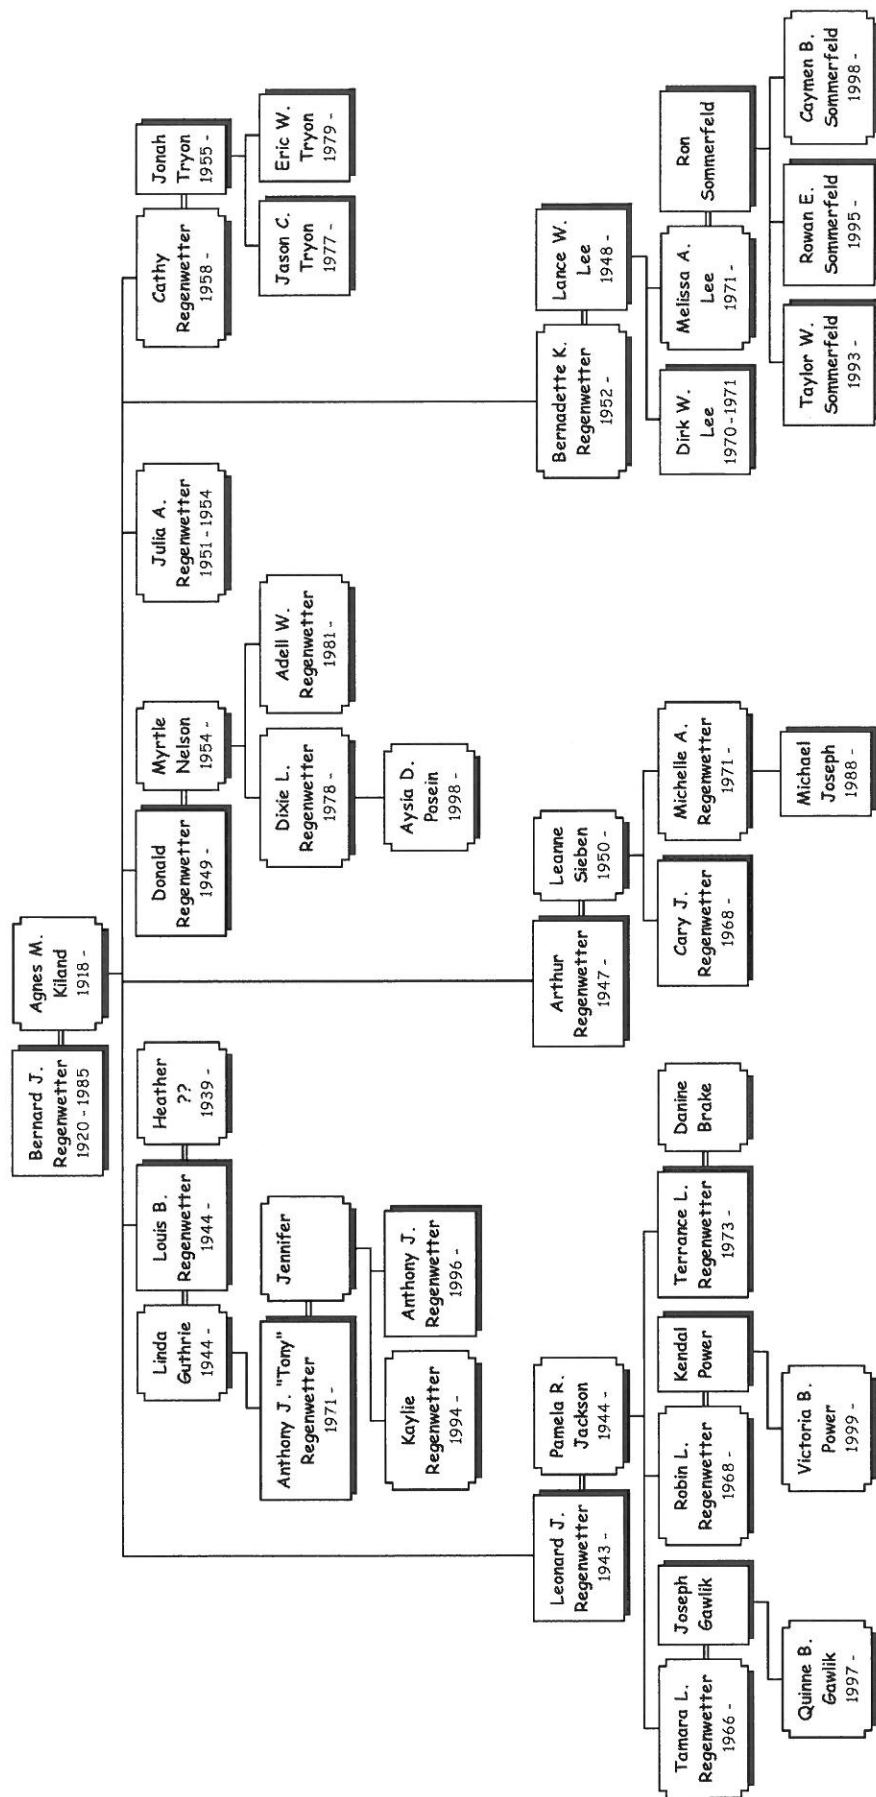 Bernard J.
Regenwetter
1920 - 1985
Agnes M.
Kiland
1918 -
Linda
Guthrie
1944 -
Louis B.
Regenwetter
1944 -
Heather
??
1939 -
Donald
Regenwetter
1949 -
Myrtle
Nelson
1954 -
Julia A.
Regenwetter
1951 - 1954
Cathy
Regenwetter
1958 -
Jonah
Tryon
1955 -
Anthony J. "Tony"
Regenwetter
1971 -
Jennifer
Dixie L.
Regenwetter
1978 -
Adell W.
Regenwetter
1981 -
Jason C.
Tryon
1977 -
Eric W.
Tryon
1979 -
Kaylie
Regenwetter
1994 -
Anthony J.
Regenwetter
1996 -
Aysia D.
Posein
1998 -
Leonard J.
Regenwetter
1943 -
Pamela R.
Jackson
1944 -
Arthur
Regenwetter
1947 -
Leanne
Sieben
1950 -
Bernadette K.
Regenwetter
1952 -
Lance W.
Lee
1948 -
Tamara L.
Regenwetter
1966 -
Joseph
Gawlik
Robin L.
Regenwetter
1968 -
Kendal
Power
Terrance L.
Regenwetter
1973 -
Danine
Brake
Cary J.
Regenwetter
1968 -
Michelle A.
Regenwetter
1971 -
Dirk W.
Lee
1970 - 1971
Melissa A.
Lee
1971 -
Ron
Sommerfeld
Quinne B.
Gawlik
1997 -
Victoria B.
Power
1999 -
Michael
Joseph
1988 -
Taylor W.
Sommerfeld
1993 -
Rowan E.
Sommerfeld
1995 -
Caymen B.
Sommerfeld
1998 -